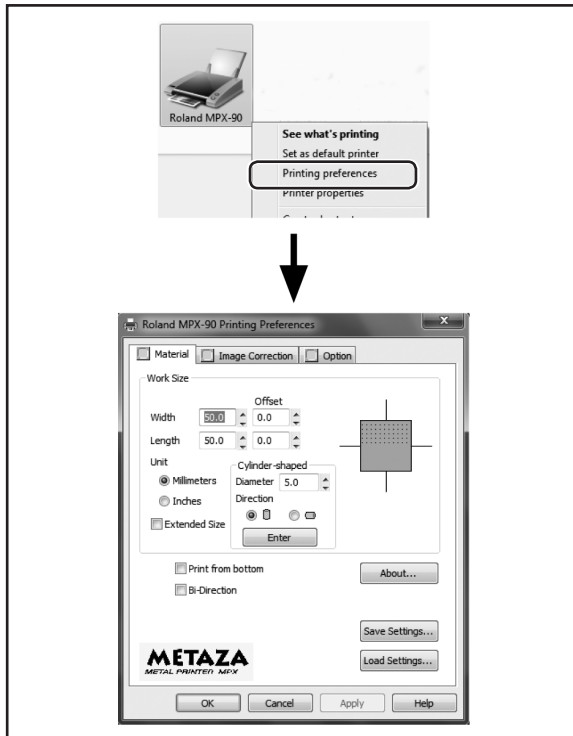 Roland MPX-90
See what's printing
Set as default printer
Printing preferences
Printer properties
Roland MPX-90 Printing Preferences
x
Material Image Correction Option
Work Size
Offset
Width 50.0 0.0
Length 50.0 0.0
Unit
Millimeters
Inches
Extended Size
Cylinder-shaped
Diameter 5.0
Direction
Enter
Print from bottom
Bi-Direction
About...
Save Settings...
Load Settings...
METAZA
METAL PRINTER MPX
OK Cancel Apply Help